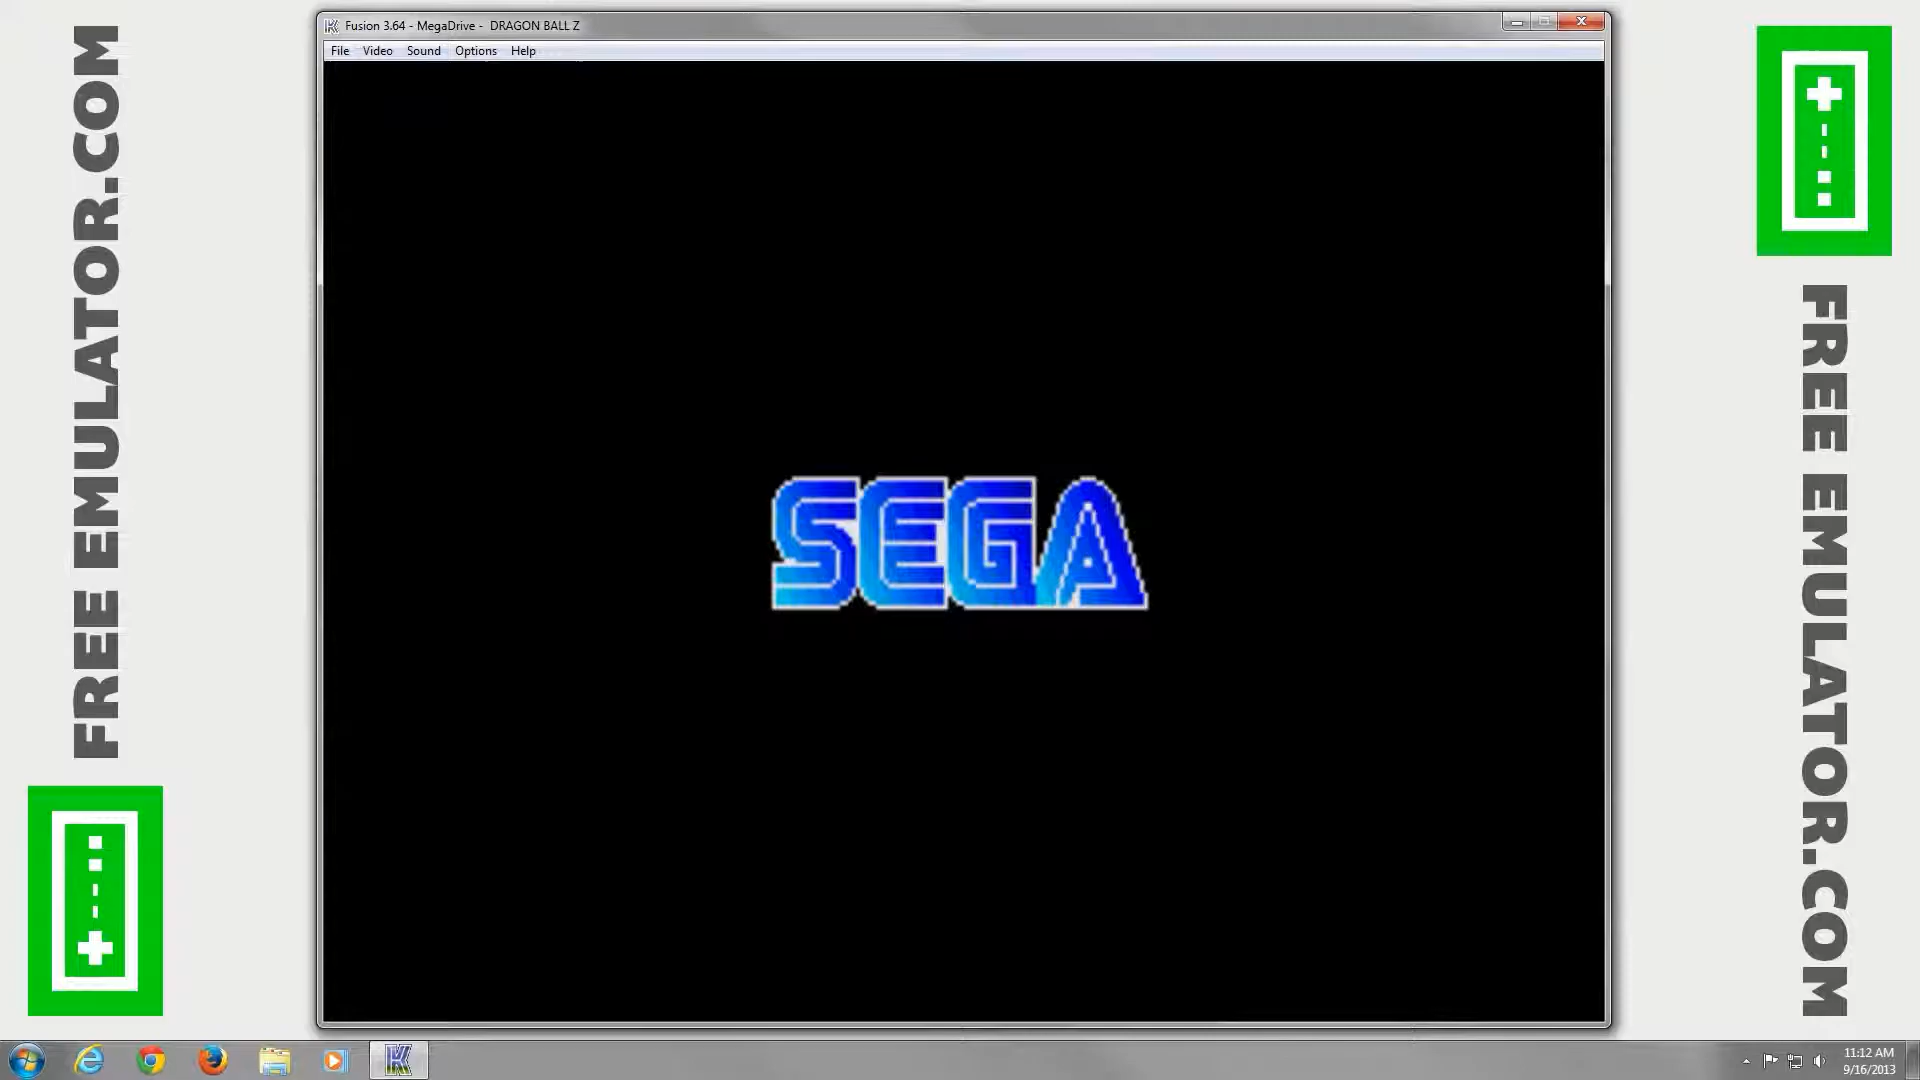 Fusion 3.64 - MegaDrive - DRAGON BALL Z
File Video Sound Options Help
FREE EMULATOR.COM
SEGA
FREE EMULATOR.COM
11:12 AM
9/16/2013